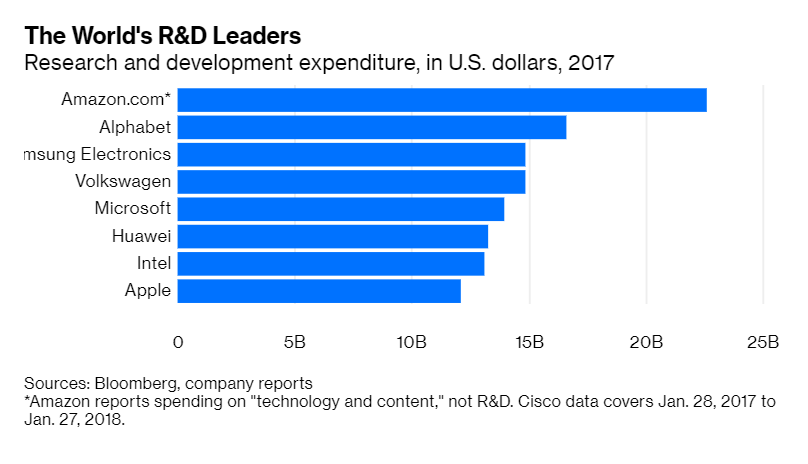 The World's R&D Leaders
Research and development expenditure, in U.S. dollars, 2017
Amazon.com*
Alphabet
msung Electronics
Volkswagen
Microsoft
Huawei
Intel
Apple
0 5B 10B 15B 20B 25B
Sources: Bloomberg, company reports
*Amazon reports spending on "technology and content," not R&D. Cisco data covers Jan. 28, 2017 to
Jan. 27, 2018.